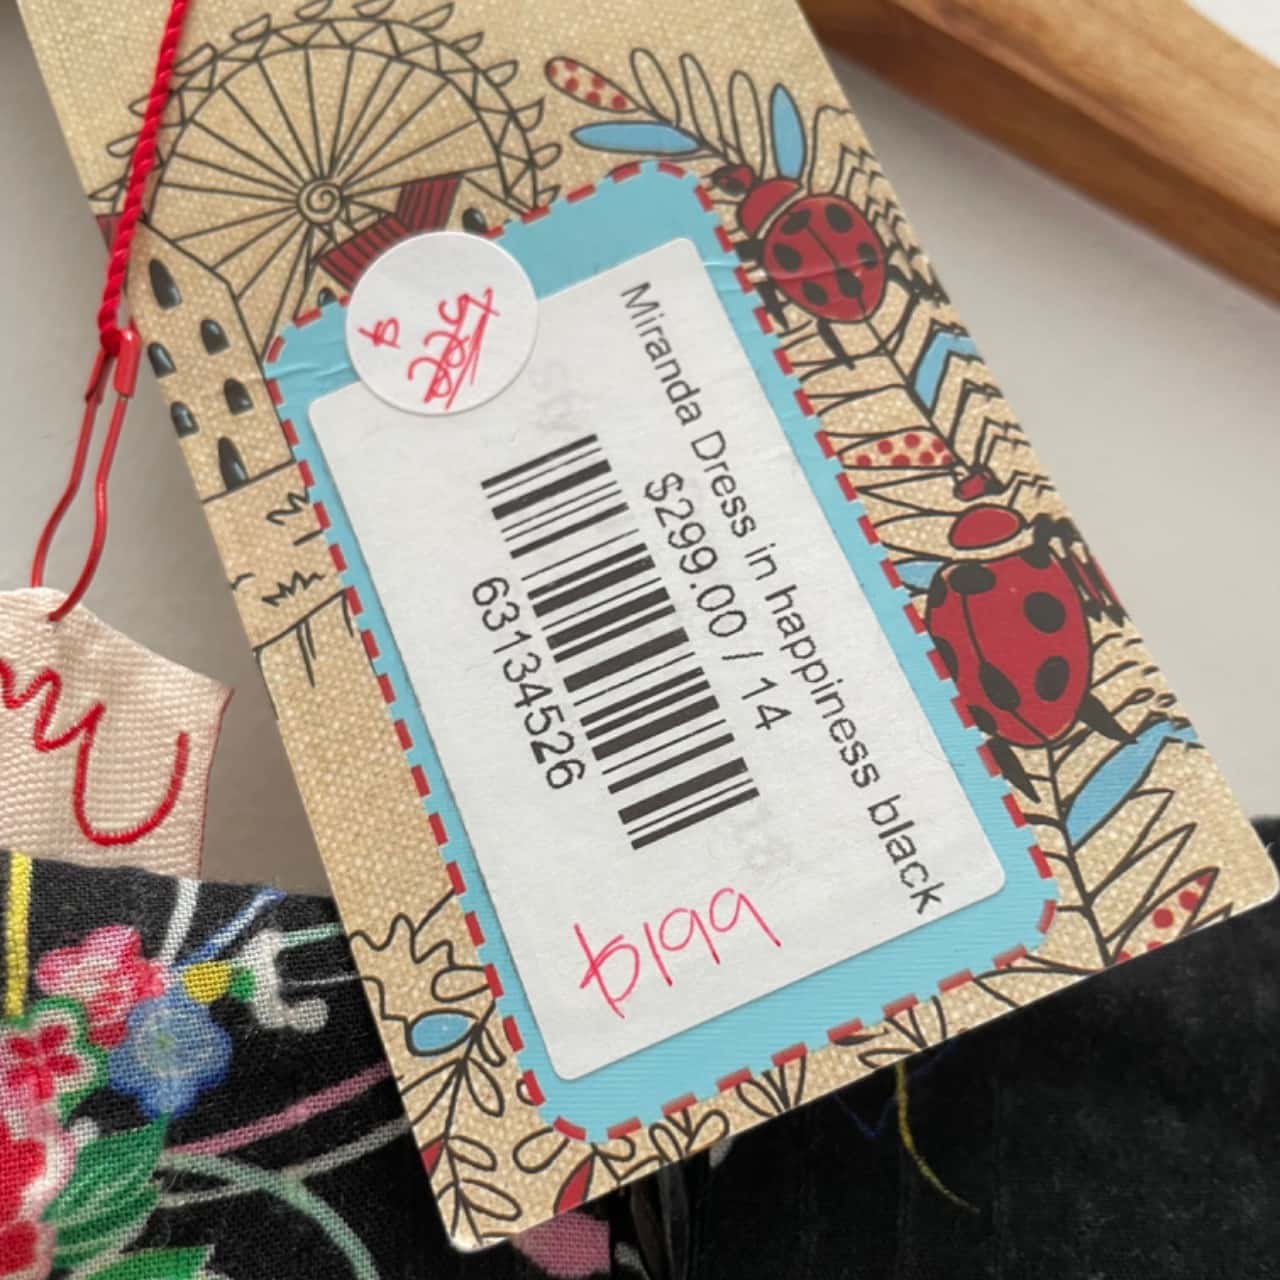 Miranda Dress in happiness black
$299.00 / 14
63134526
$199